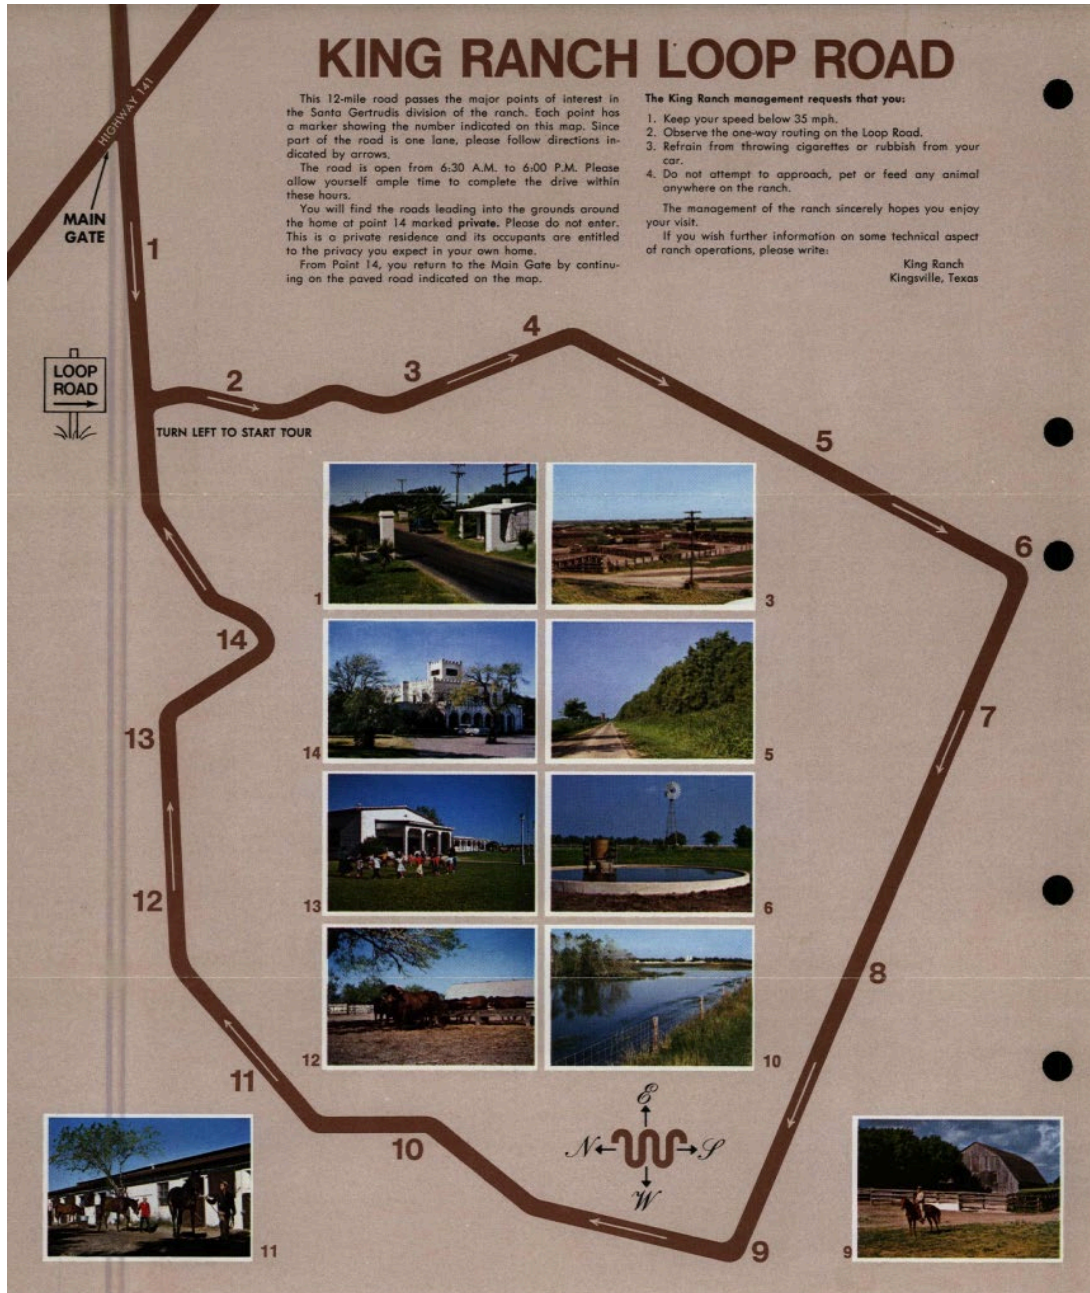 KING RANCH LOOP ROAD
This 12-mile road passes the major points of interest in
the Santa Gertrudis division of the ranch. Each point has
a marker showing the number indicated on this map. Since
part of the road is one lane, please follow directions in-
dicated by arrows.
The road is open from 6:30 A.M. to 6:00 P.M. Please
allow yourself ample time to complete the drive within
these hours.
You will find the roads leading into the grounds around
the home at point 14 marked private. Please do not enter.
This is a private residence and its occupants are entitled
to the privacy you expect in your own home.
From Point 14, you return to the Main Gate by continu-
ing on the paved road indicated on the map.
The King Ranch management requests that you:
1. Keep your speed below 35 mph.
2. Observe the one-way routing on the Loop Road.
3. Refrain from throwing cigarettes or rubbish from your
car.
4. Do not attempt to approach, pet or feed any animal
anywhere on the ranch.
The management of the ranch sincerely hopes you enjoy
your visit.
If you wish further information on some technical aspect
of ranch operations, please write:
King Ranch
Kingsville, Texas
HIGHWAY 141
MAIN
GATE
1
LOOP
ROAD
2
3
4
TURN LEFT TO START TOUR
5
6
7
8
9
10
11
12
13
14
1
3
14
5
13
6
12
10
E
N
S
W
11
9